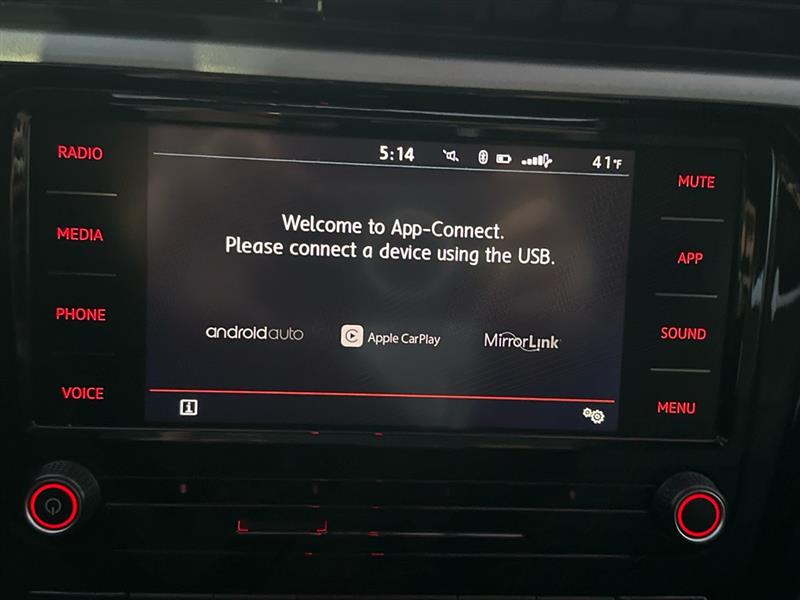 RADIO
MEDIA
PHONE
VOICE
5:14
41°F
Welcome to App-Connect.
Please connect a device using the USB.
androidauto
Apple CarPlay
MirrorLink
i
MUTE
APP
SOUND
MENU